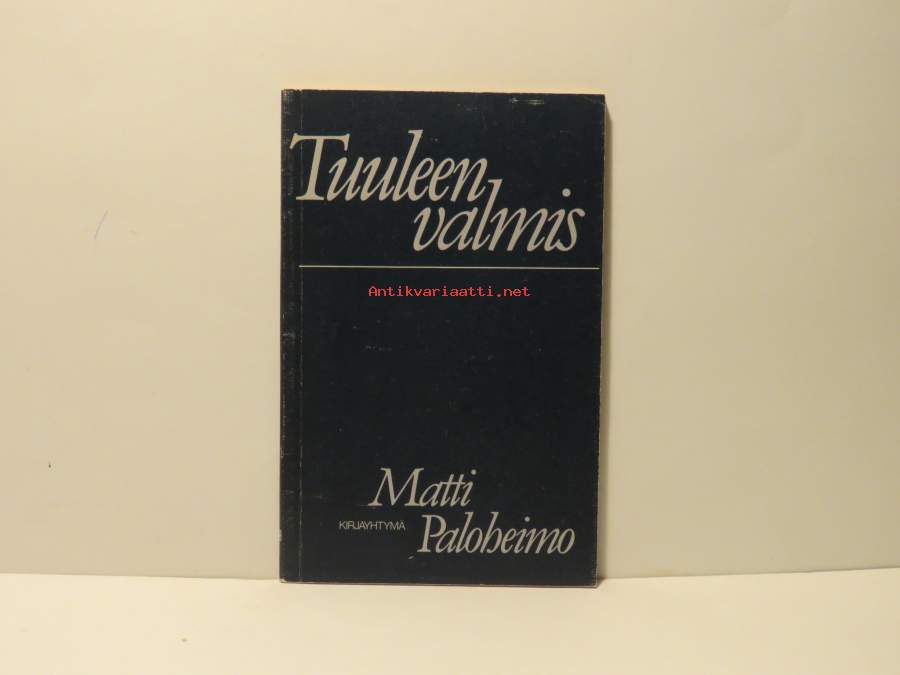 Tuuleen
valmis
Antikvariaatti.net
Matti
KIRJAYHTYMÄ
Paloheimo